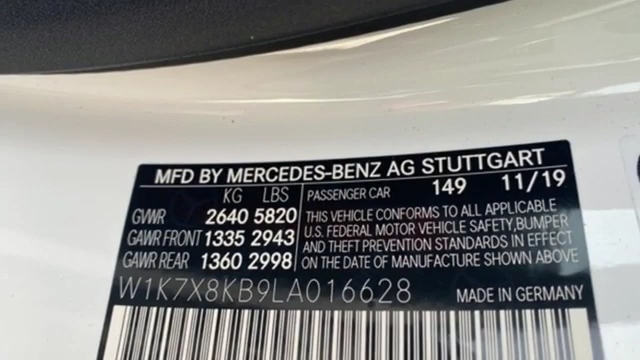 MFD BY MERCEDES-BENZ AG STUTTGART
KG LBS
GVWR 2640 5820
GAWR FRONT 1335 2943
GAWR REAR 1360 2998
PASSENGER CAR 149 11/19
THIS VEHICLE CONFORMS TO ALL APPLICABLE
U.S. FEDERAL MOTOR VEHICLE SAFETY,BUMPER
AND THEFT PREVENTION STANDARDS IN EFFECT
ON THE DATE OF MANUFACTURE SHOWN ABOVE
W1K7X8KB9LA016628
MADE IN GERMANY